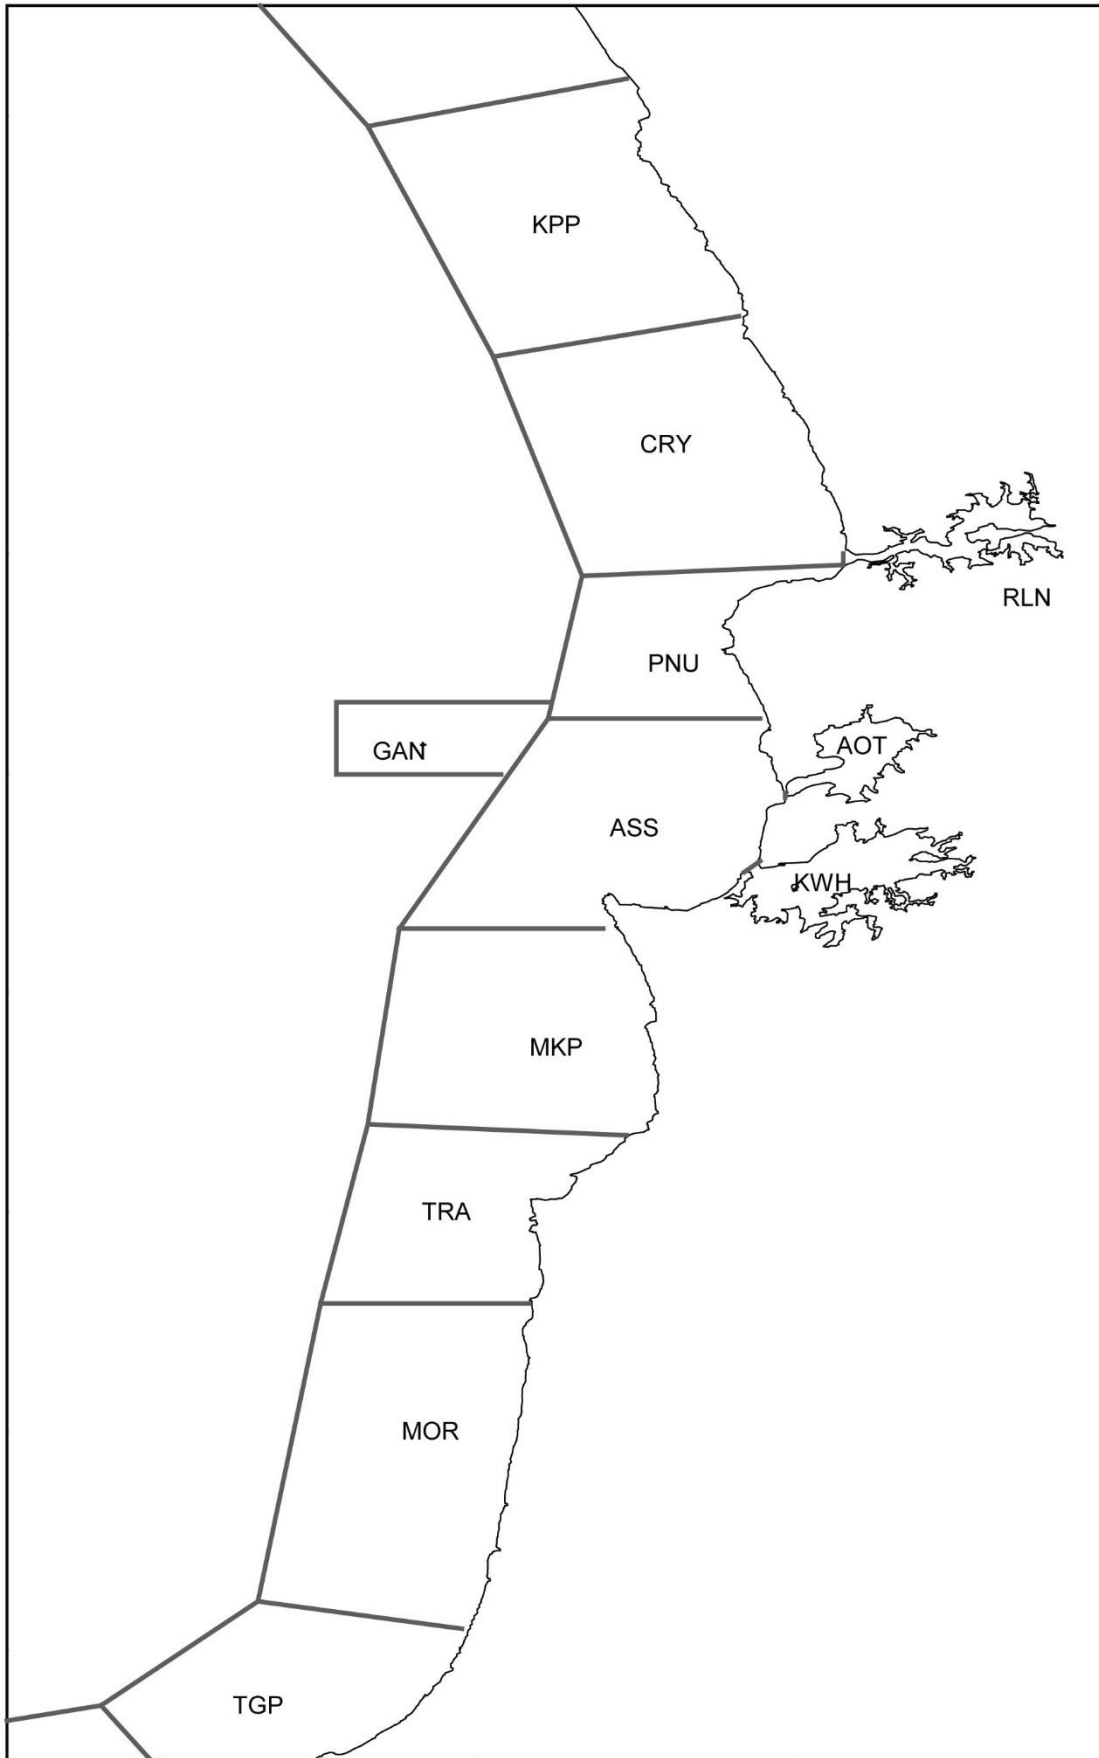 KPP
CRY
RLN
PNU
GAN
AOT
ASS
KWH
MKP
TRA
MOR
TGP